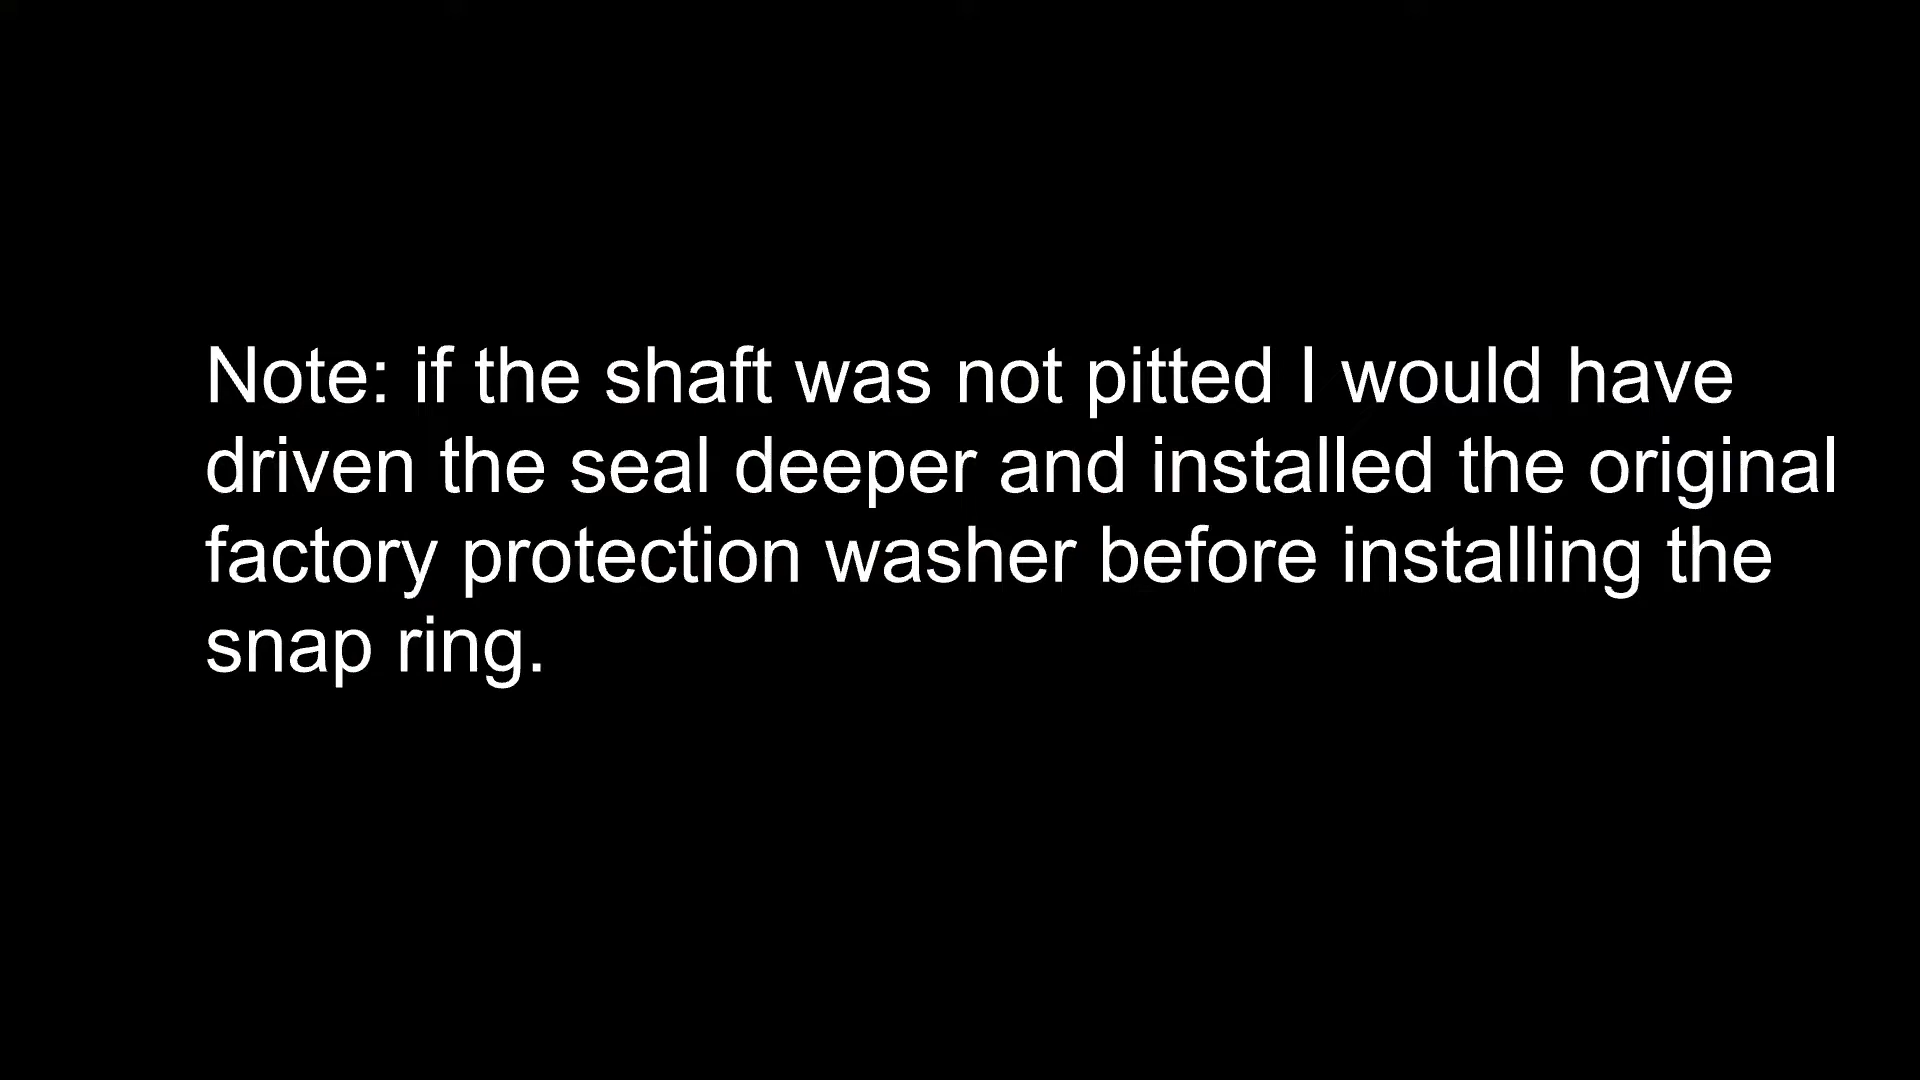 Note: if the shaft was not pitted I would have
driven the seal deeper and installed the original
factory protection washer before installing the
snap ring.